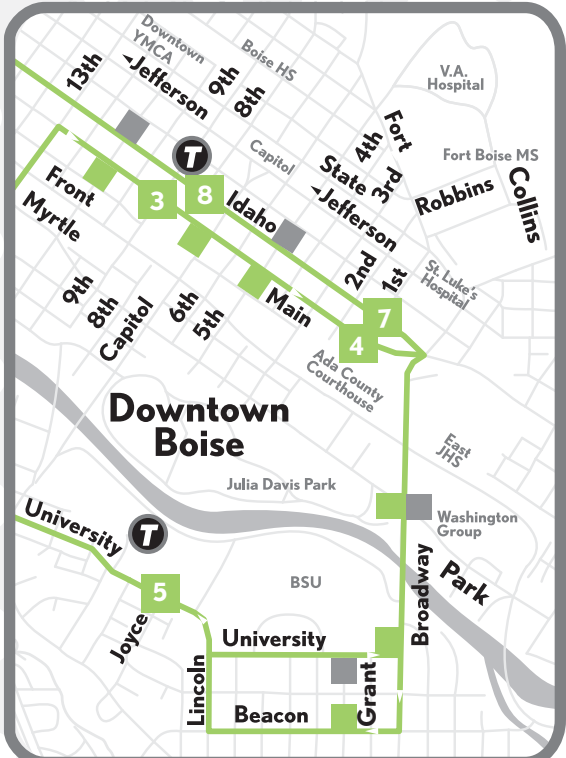 Downtown
YMCA
Boise HS
13th
Jefferson
9th
8th
V.A.
Hospital
T
Capitol
4th
Fort
State
3rd
Jefferson
Fort Boise MS
Robbins
Collins
Front
Myrtle
3
8
Idaho
2nd
1st
St. Luke's
Hospital
9th
8th
Capitol
6th
5th
Main
7
4
Ada County
Courthouse
Downtown
Boise
East
JHS
Julia Davis Park
Washington
Group
University
T
BSU
Broadway
Park
5
Joyce
University
Lincoln
Grant
Beacon